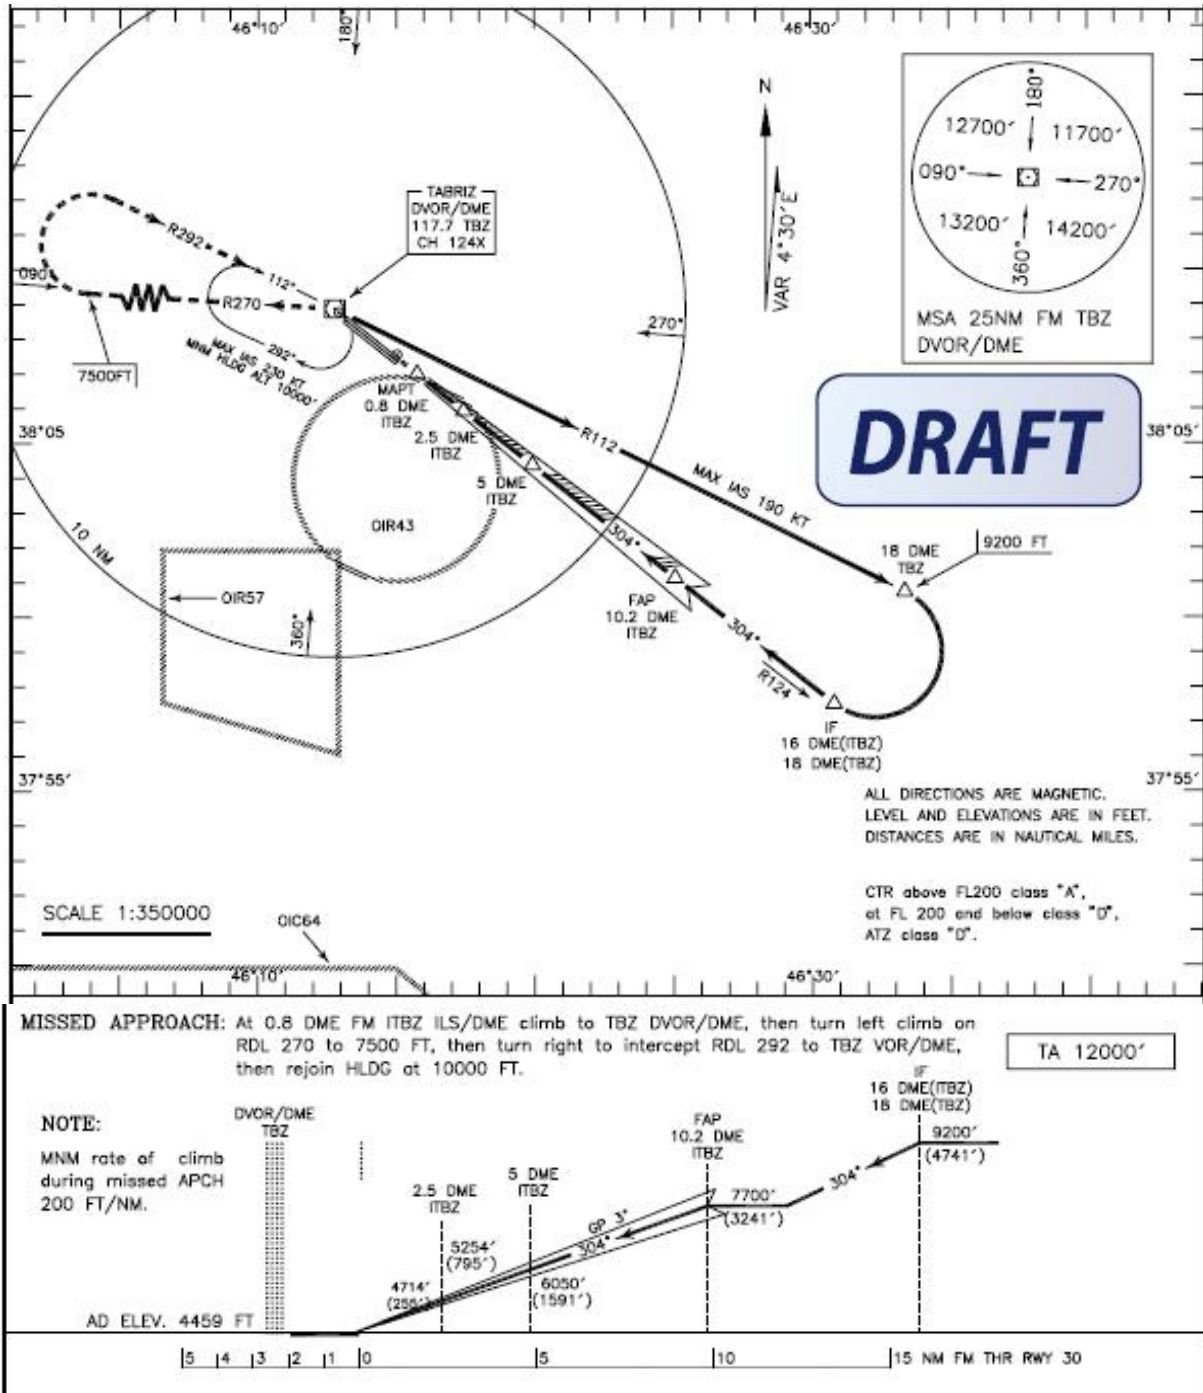 46°10′
180°
46°30′
N
VAR 4°30′E
180°
12700′
11700′
090°
270°
13200′
14200′
360°
MSA 25NM FM TBZ
DVOR/DME
TABRIZ
DVOR/DME
117.7 TBZ
CH 124X
R292
112°
090
R270
292°
MAX IAS 230 KT
MNM HLDG ALT 10000′
7500FT
270°
MAPT
0.8 DME
ITBZ
2.5 DME
ITBZ
5 DME
ITBZ
38°05
38°05′
DRAFT
R112
MAX IAS 190 KT
OIR43
10 NM
304°
18 DME
TBZ
9200 FT
OIR57
360°
FAP
10.2 DME
ITBZ
304°
R124
IF
16 DME(ITBZ)
18 DME(TBZ)
37°55′
37°55′
ALL DIRECTIONS ARE MAGNETIC.
LEVEL AND ELEVATIONS ARE IN FEET.
DISTANCES ARE IN NAUTICAL MILES.
CTR above FL200 class "A",
at FL 200 and below class "D",
ATZ class "D".
SCALE 1:350000
OIC64
46°10′
46°30′
MISSED APPROACH: At 0.8 DME FM ITBZ ILS/DME climb to TBZ DVOR/DME, then turn left climb on
RDL 270 to 7500 FT, then turn right to intercept RDL 292 to TBZ VOR/DME,
then rejoin HLDG at 10000 FT.
TA 12000′
NOTE:
MNM rate of climb
during missed APCH
200 FT/NM.
DVOR/DME
TBZ
2.5 DME
ITBZ
5 DME
ITBZ
FAP
10.2 DME
ITBZ
IF
16 DME(ITBZ)
18 DME(TBZ)
9200′
(4741′)
304°
7700′
(3241′)
GP 3°
304°
5254′
(795′)
6050′
(1591′)
4714′
(255′)
AD ELEV. 4459 FT
5 4 3 2 1 0 5 10 15 NM FM THR RWY 30